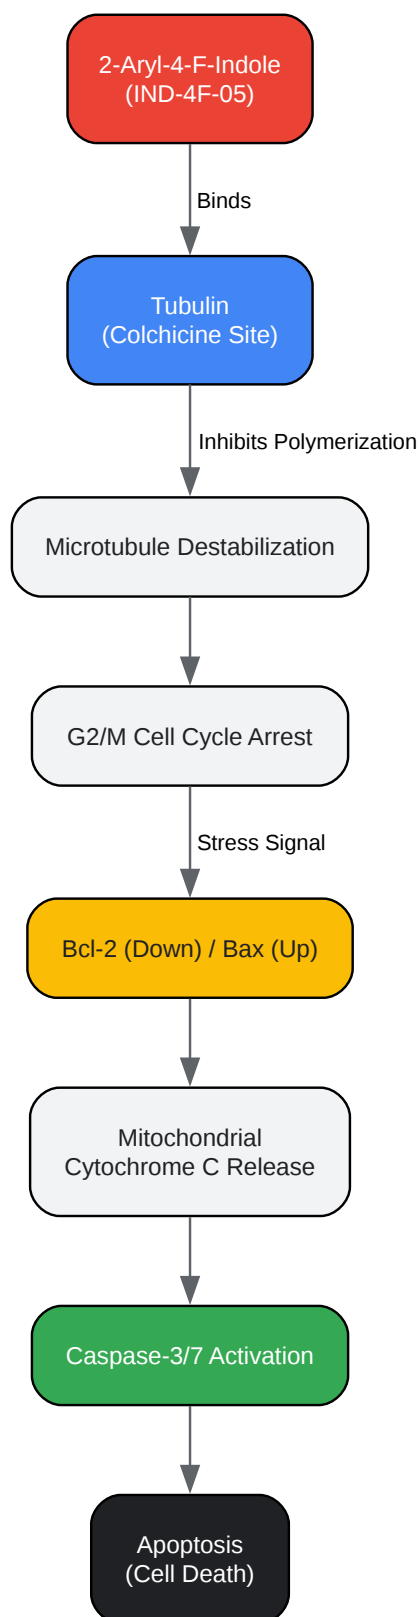 2-Aryl-4-F-Indole
(IND-4F-05)
Binds
Tubulin
(Colchicine Site)
Inhibits Polymerization
Microtubule Destabilization
G2/M Cell Cycle Arrest
Stress Signal
Bcl-2 (Down) / Bax (Up)
Mitochondrial
Cytochrome C Release
Caspase-3/7 Activation
Apoptosis
(Cell Death)